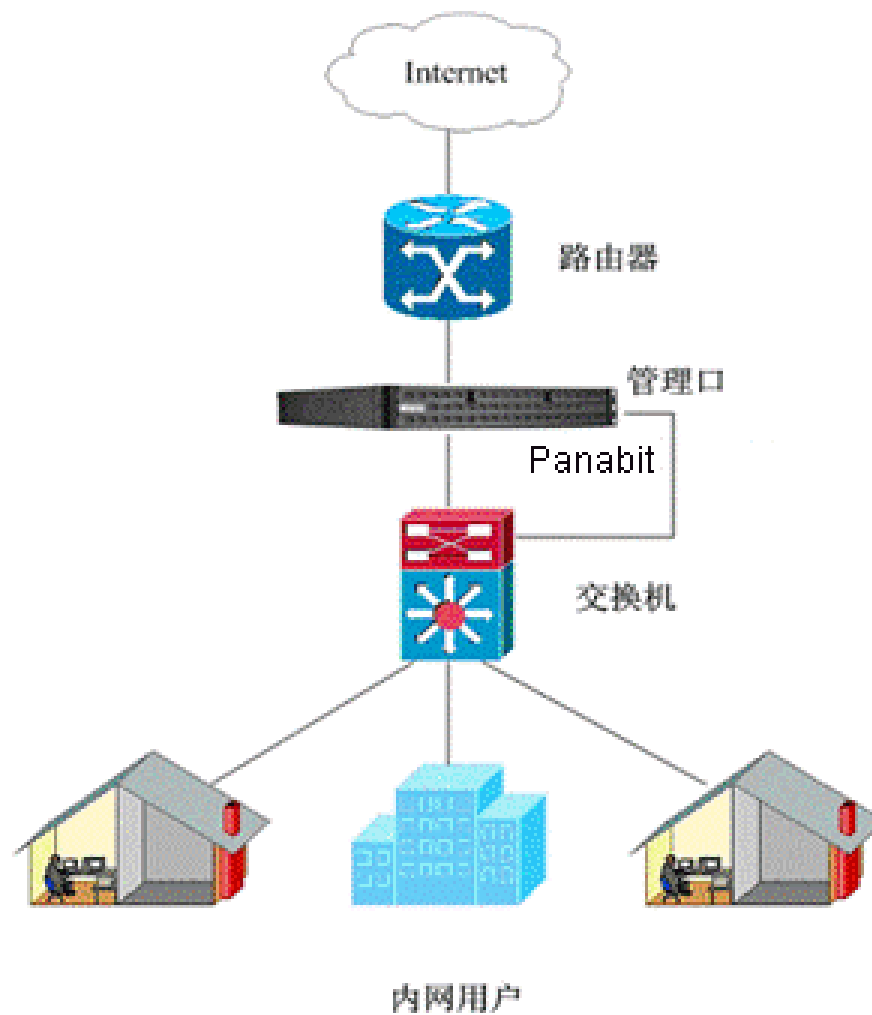 Internet
路由器
管理口
Panabit
交换机
内网用户